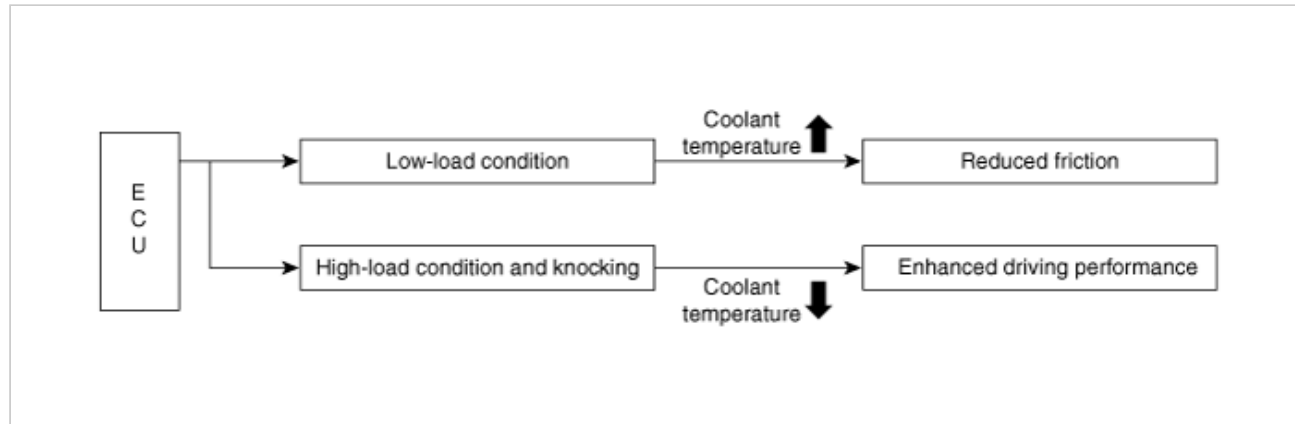 E
C
U
Low-load condition
Coolant
temperature
Reduced friction
High-load condition and knocking
Coolant
temperature
Enhanced driving performance